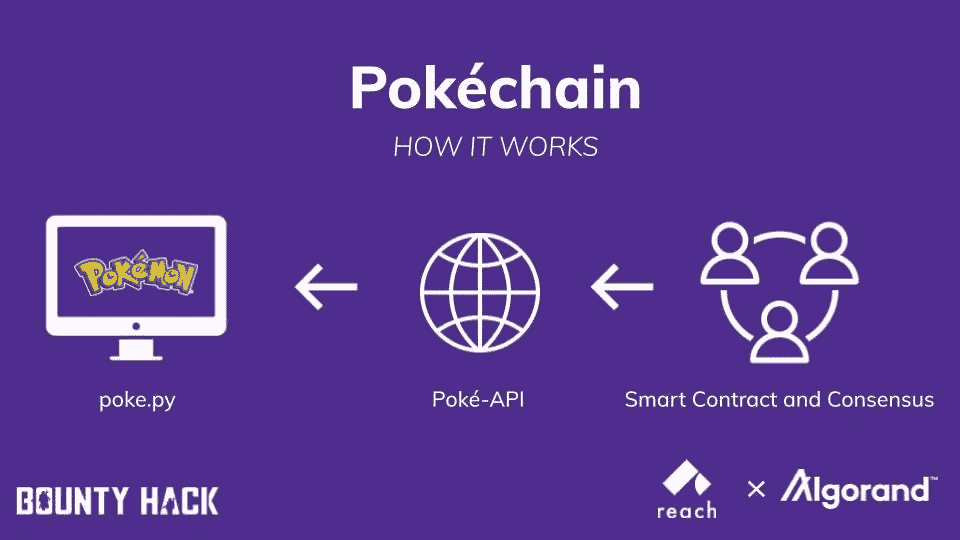 Pokéchain
HOW IT WORKS
POKéMON
poke.py
Poké-API
Smart Contract and Consensus
BOUNTY HACK
reach × Algorand™